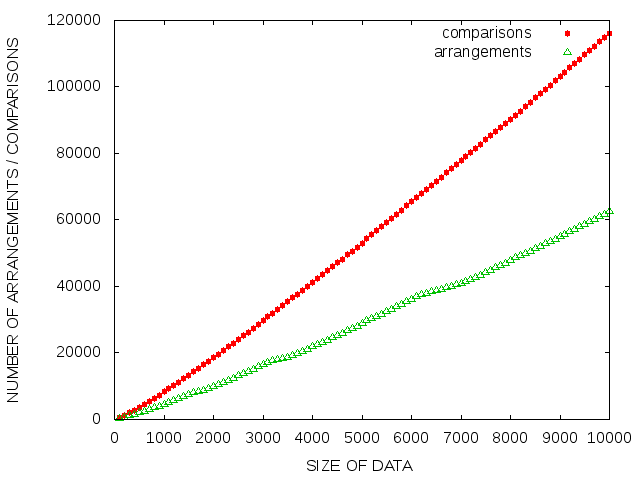 comparisons
arrangements
NUMBER OF ARRANGEMENTS / COMPARISONS
120000
100000
80000
60000
40000
20000
0
0 1000 2000 3000 4000 5000 6000 7000 8000 9000 10000
SIZE OF DATA